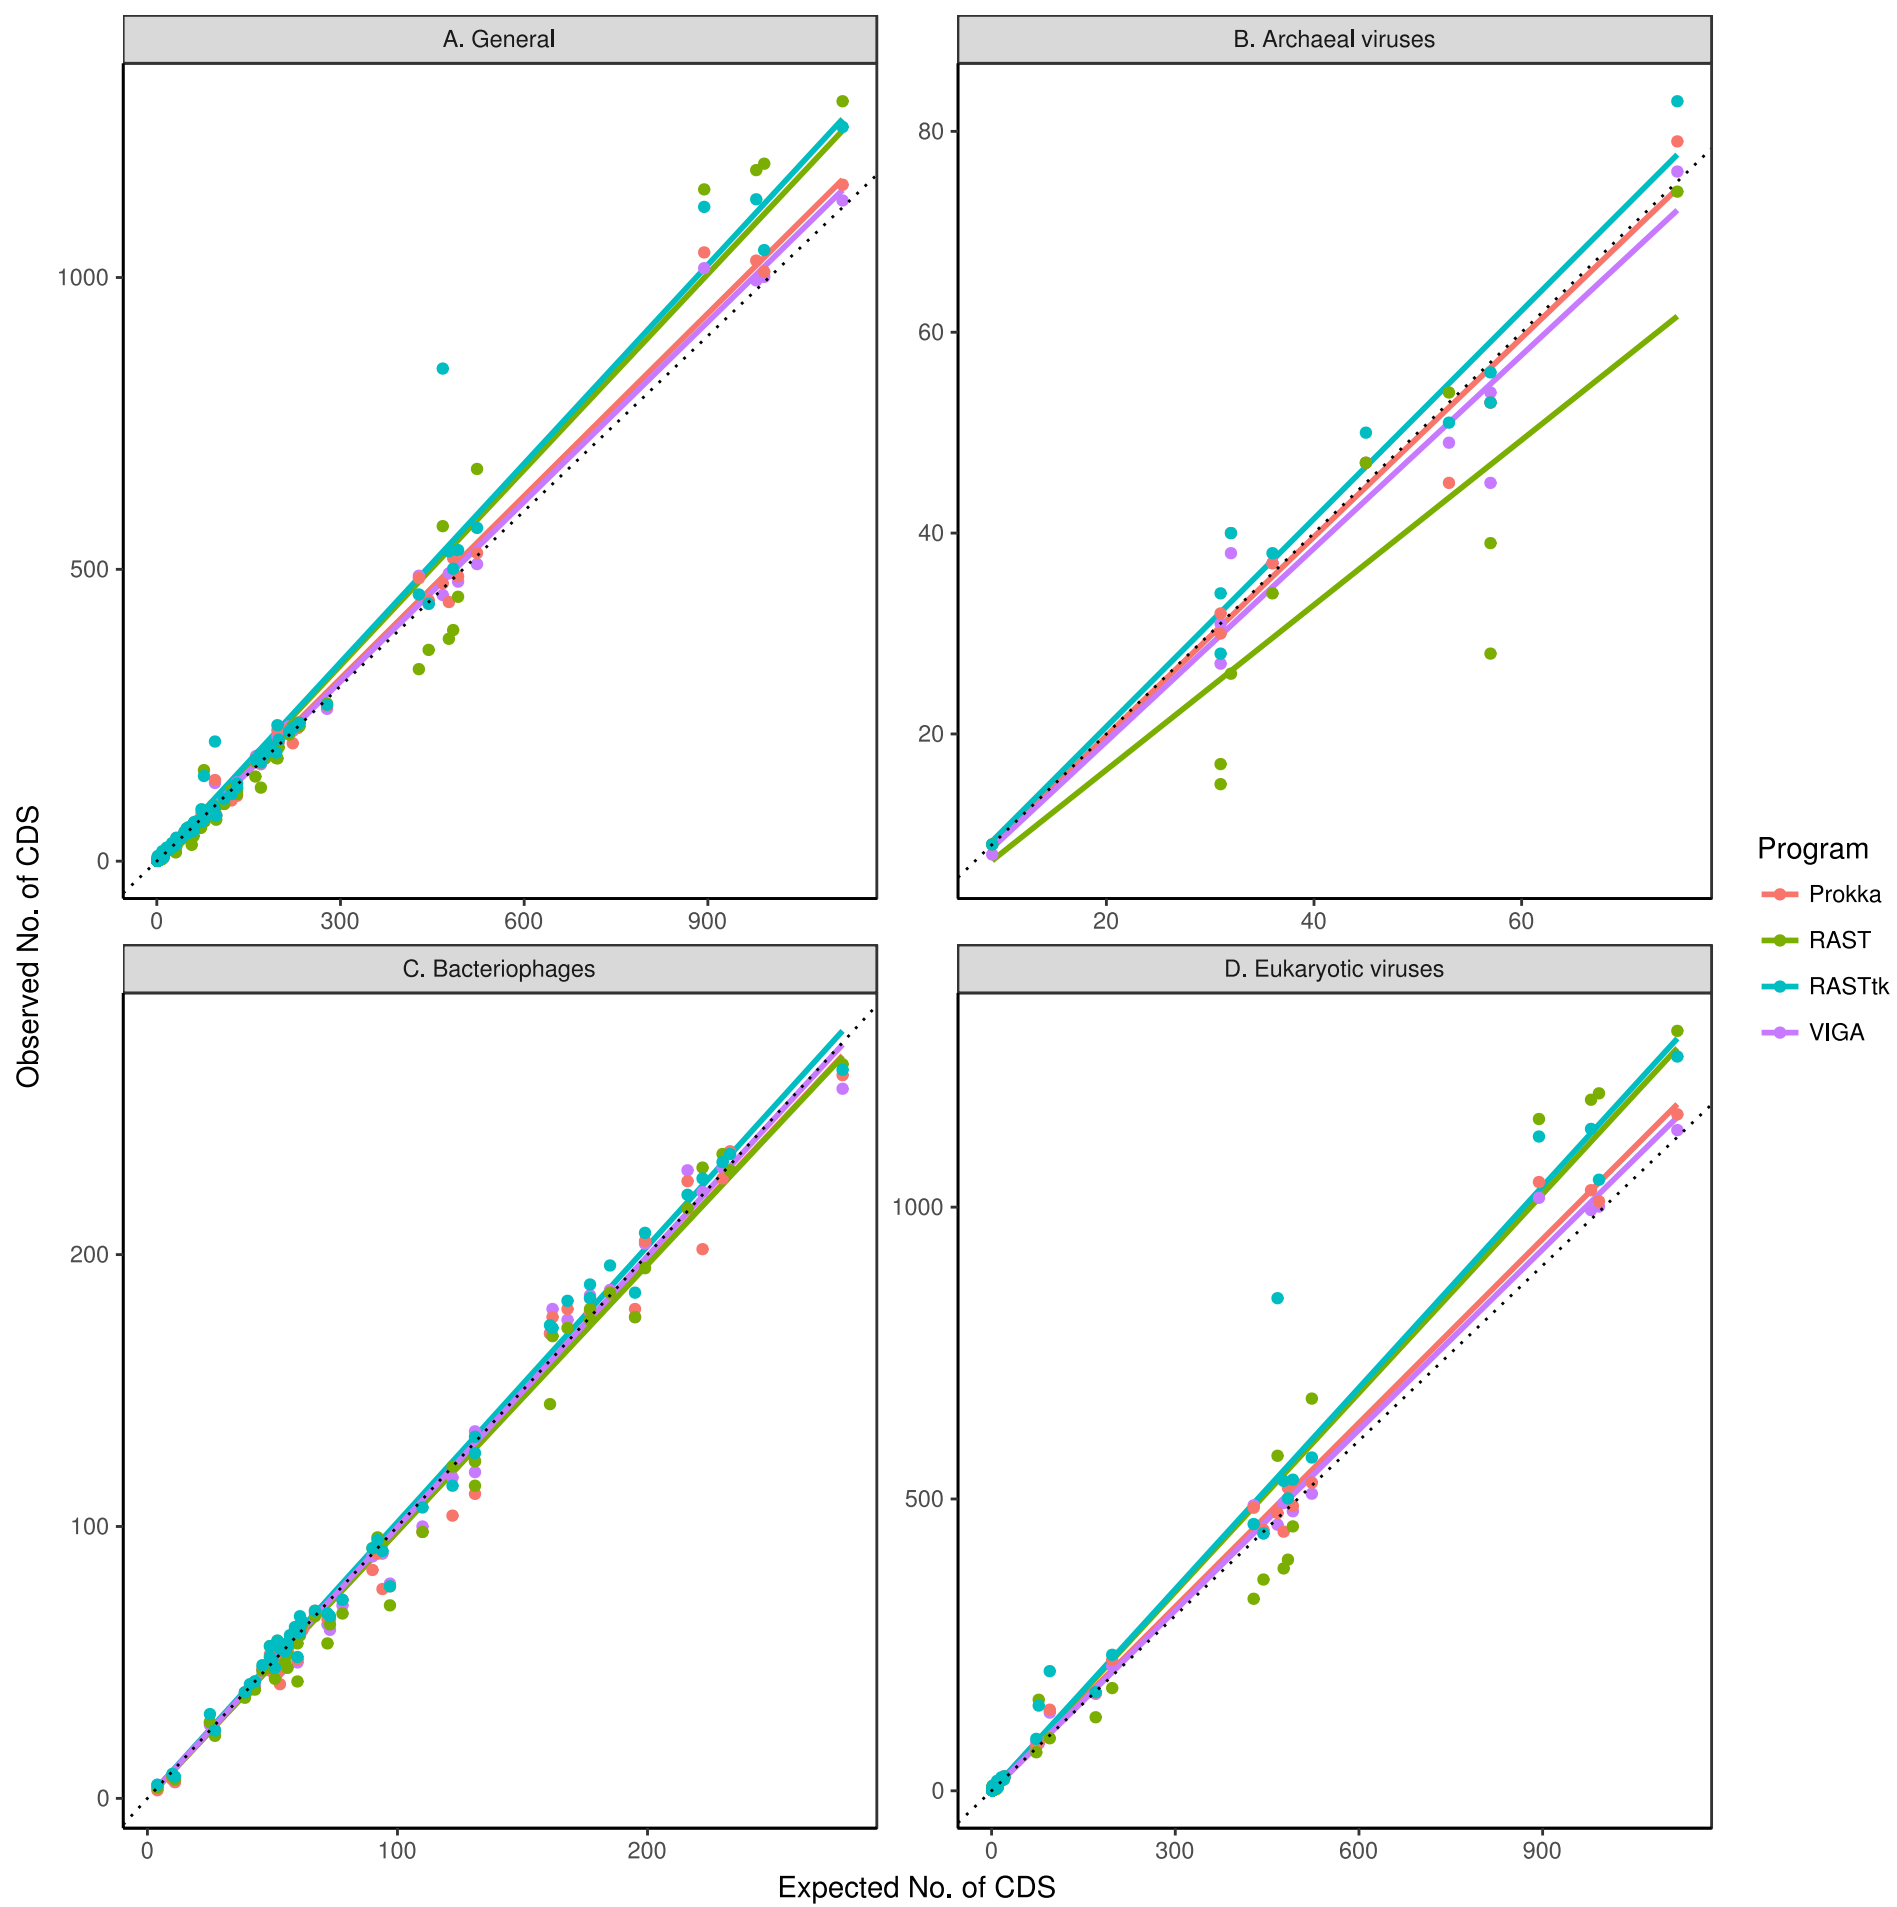 A. General
B. Archaeal viruses
1000
500
0
0 300 600 900
80
60
40
20
20 40 60
C. Bacteriophages
D. Eukaryotic viruses
200
100
0
0 100 200
1000
500
0
0 300 600 900
Observed No. of CDS
Expected No. of CDS
Program
Prokka
RAST
RASTtk
VIGA